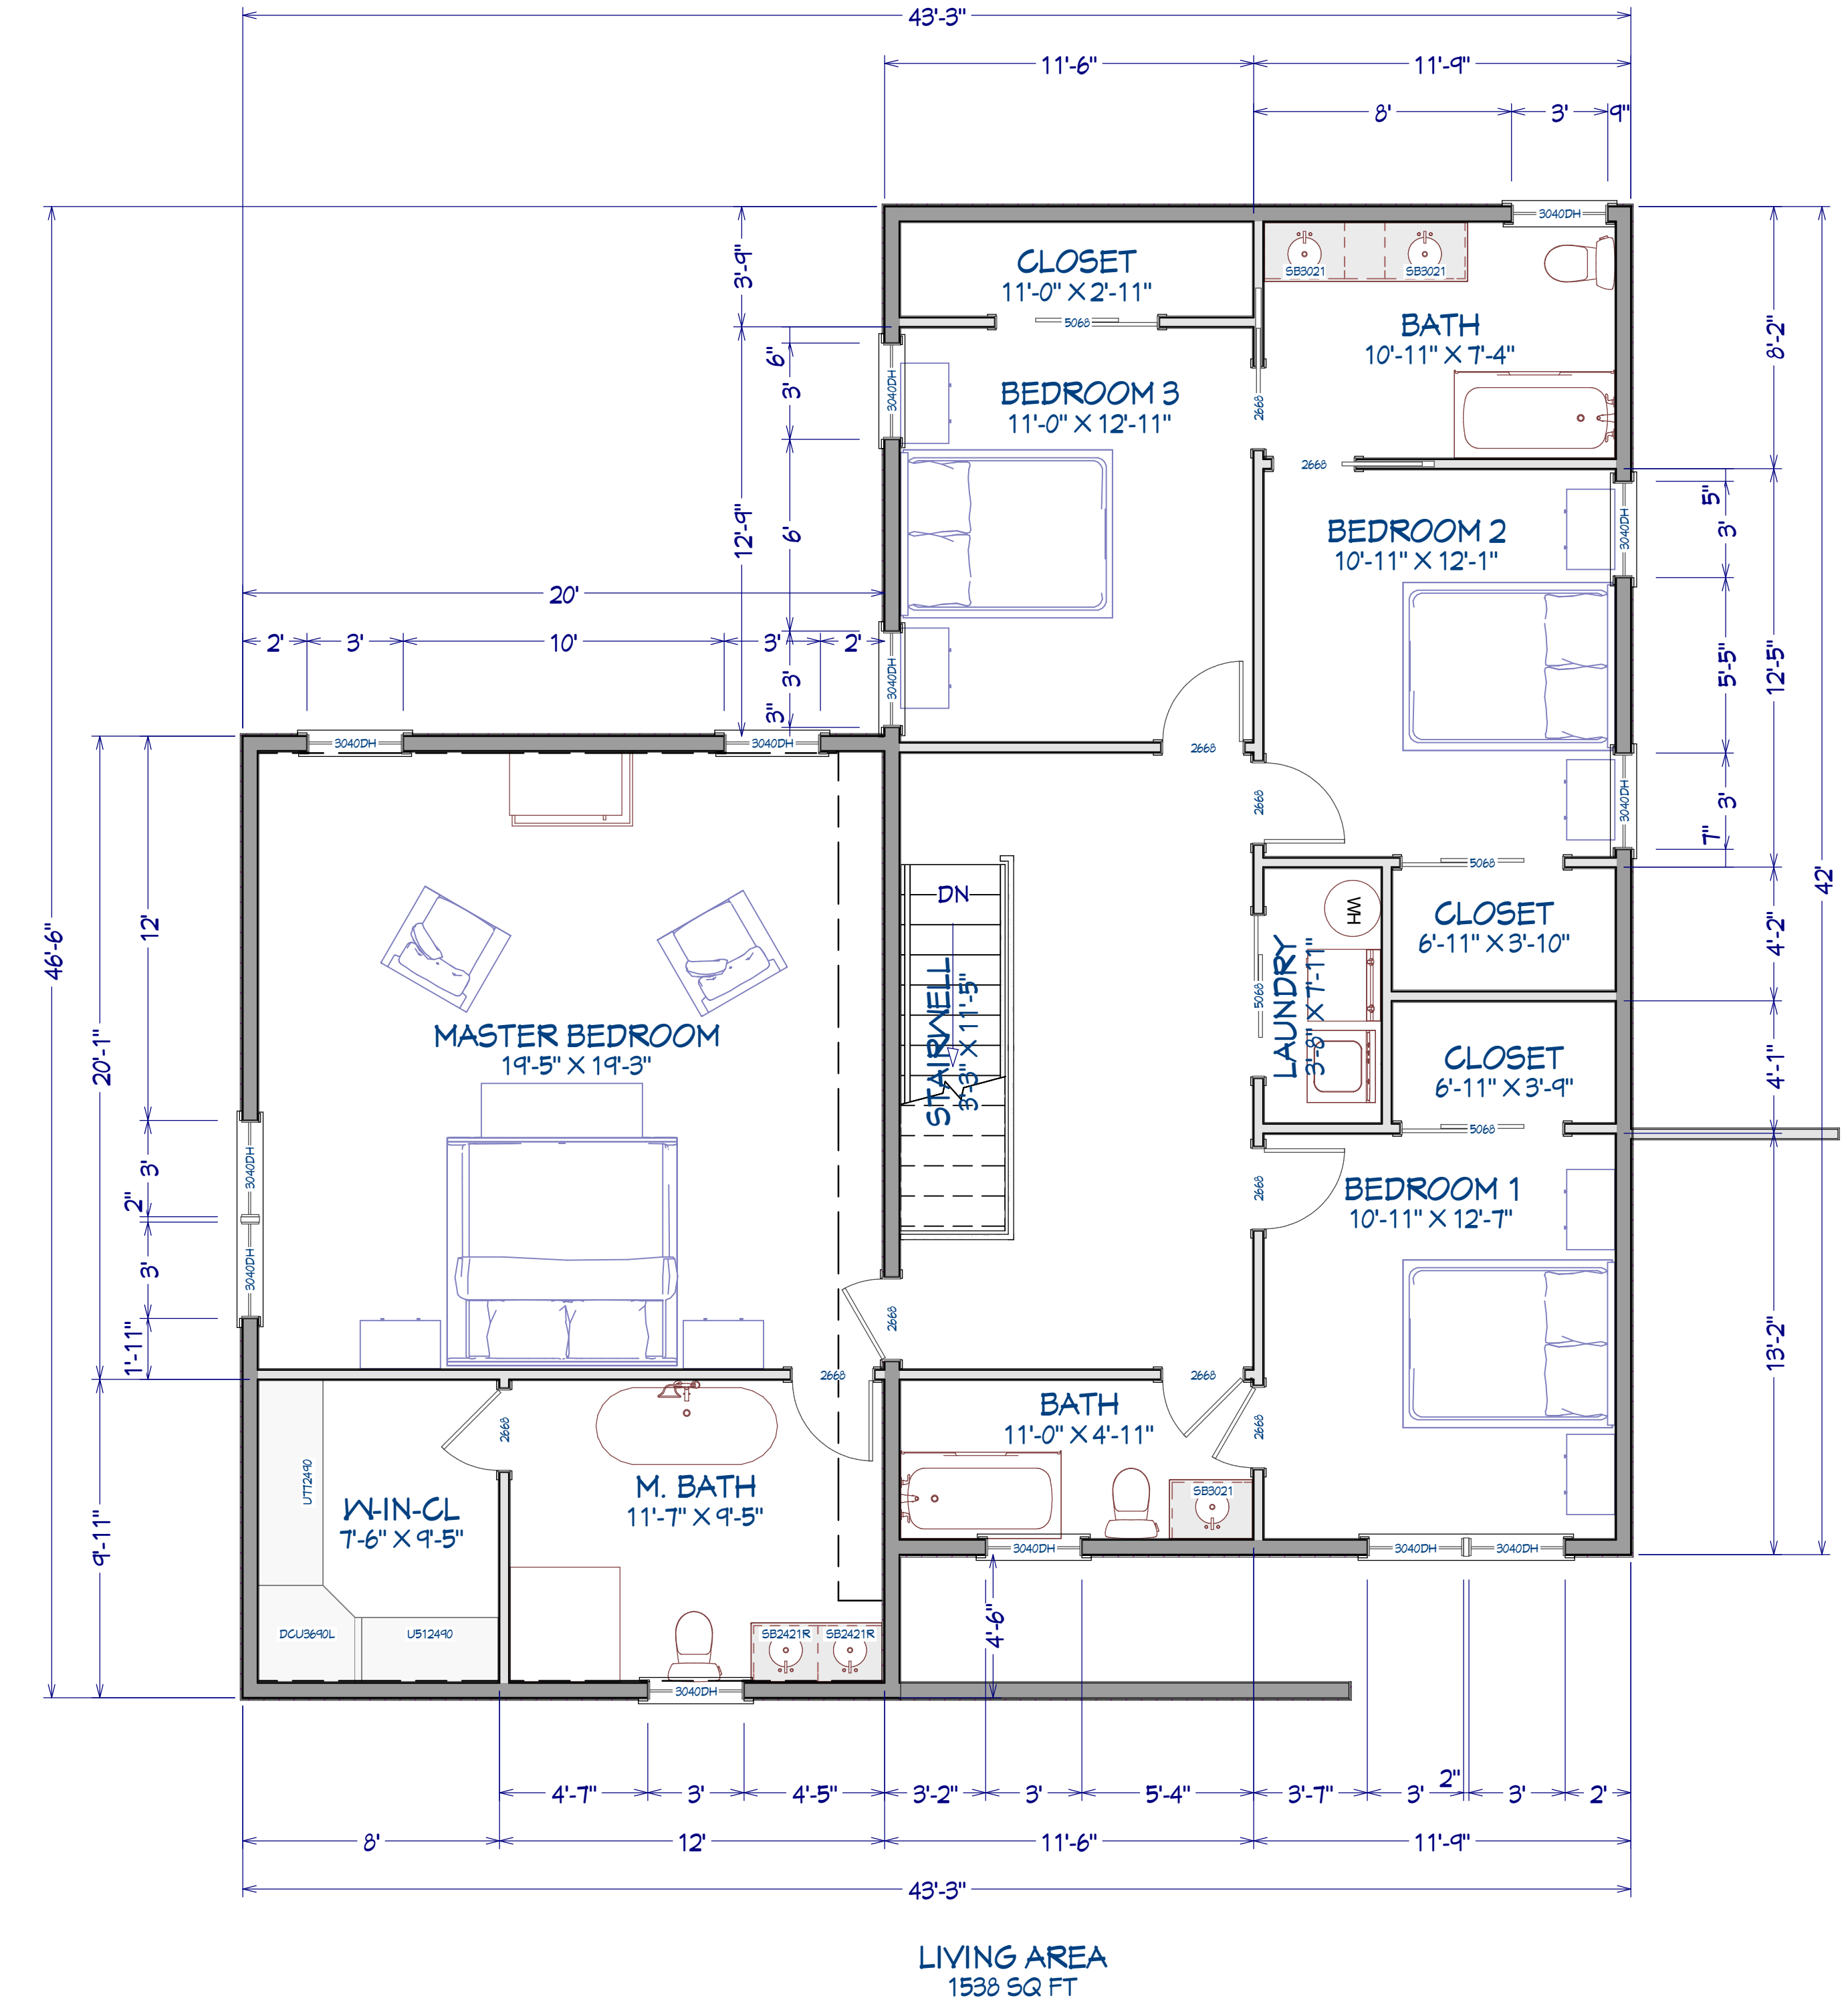 43'-3"
11'-6" 11'-9"
8' 3' 9"
3040DH
CLOSET
11'-0" X 2'-11"
SB3021 SB3021
3'-9"
5068
BATH
10'-11" X 7'-4"
8'-2"
6"
3'
3040DH
BEDROOM 3
11'-0" X 12'-11"
2668
2668
5"
3'
3040DH
BEDROOM 2
10'-11" X 12'-1"
12'-9"
6'
20'
2' 3' 10' 3' 2'
3'
3"
3040DH
5'-5"
12'-5"
3040DH 3040DH
2668
2668
3'
7"
3040DH
5068
42'
DN
WH
46'-6"
12'
CLOSET
6'-11" X 3'-10"
4'-2"
STAIRWELL
3'-3" X 11'-5"
5068
LAUNDRY
3'-8" X 7'-11"
MASTER BEDROOM
19'-5" X 19'-3"
20'-1"
CLOSET
6'-11" X 3'-9"
4'-1"
5068
3'
2"
3'
1'-11"
3040DH
3040DH
2668
BEDROOM 1
10'-11" X 12'-7"
2668
13'-2"
2668
2668
BATH
11'-0" X 4'-11"
2668
2668
U772490
W-IN-CL
7'-6" X 9'-5"
M. BATH
11'-7" X 9'-5"
SB3021
9'-11"
3040DH 3040DH 3040DH
DCU3690L U512490
SB2421R SB2421R
4'-6"
3040DH
4'-7" 3' 4'-5" 3'-2" 3' 5'-4" 3'-7" 3' 2" 3' 2'
8' 12' 11'-6" 11'-9"
43'-3"
LIVING AREA
1538 SQ FT